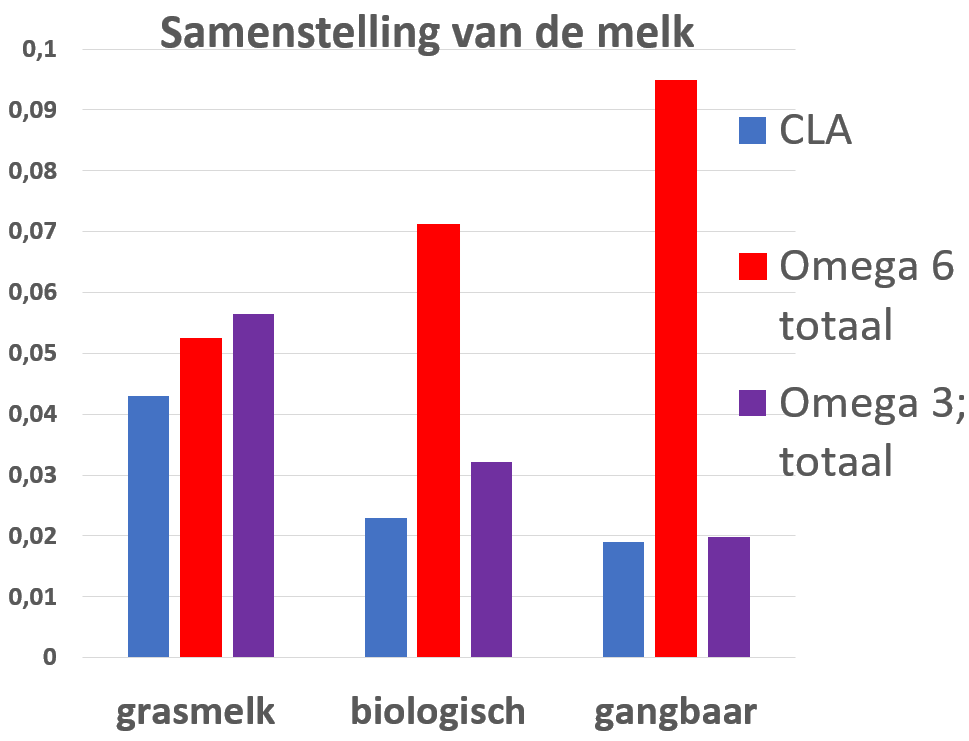 Samenstelling van de melk
0,1
0,09
0,08
0,07
0,06
0,05
0,04
0,03
0,02
0,01
0
grasmelk
biologisch
gangbaar
CLA
Omega 6
totaal
Omega 3;
totaal